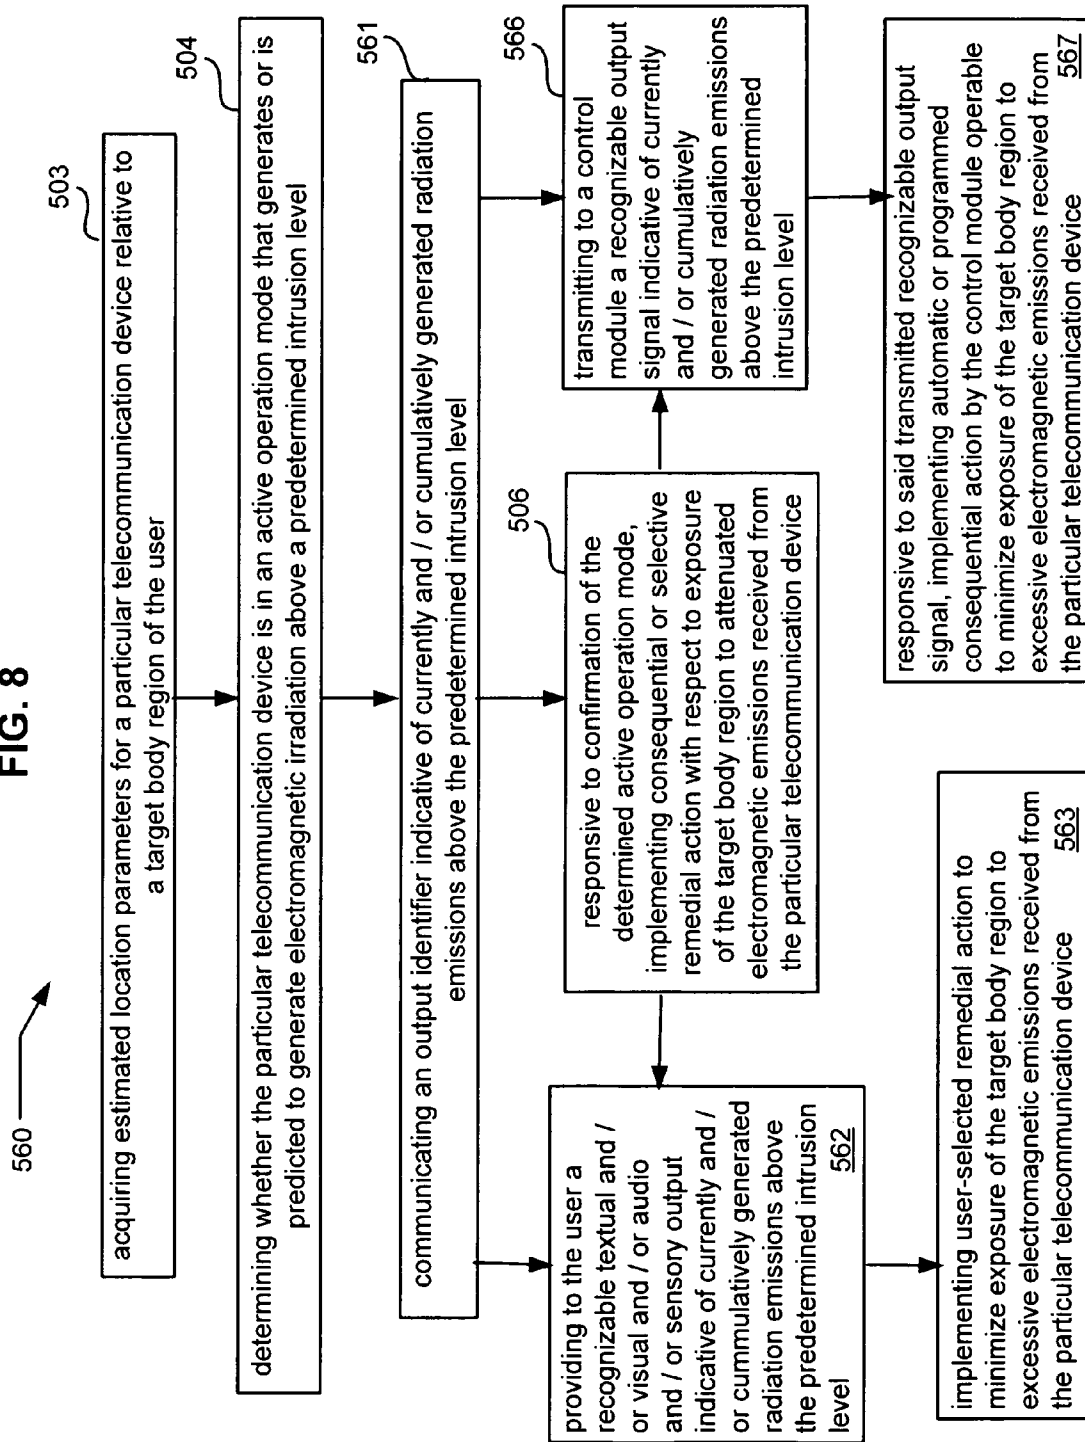 FIG. 8
560
503
acquiring estimated location parameters for a particular telecommunication device relative to
a target body region of the user
504
determining whether the particular telecommunication device is in an active operation mode that generates or is
predicted to generate electromagnetic irradiation above a predetermined intrusion level
561
communicating an output identifier indicative of currently and / or cumulatively generated radiation
emissions above the predetermined intrusion level
providing to the user a
recognizable textual and /
or visual and / or audio
and / or sensory output
indicative of currently and /
or cummulatively generated
radiation emissions above
the predetermined intrusion
level
562
506
responsive to confirmation of the
determined active operation mode,
implementing consequential or selective
remedial action with respect to exposure
of the target body region to attenuated
electromagnetic emissions received from
the particular telecommunication device
566
transmitting to a control
module a recognizable output
signal indicative of currently
and / or cumulatively
generated radiation emissions
above the predetermined
intrusion level
implementing user-selected remedial action to
minimize exposure of the target body region to
excessive electromagnetic emissions received from
the particular telecommunication device
563
responsive to said transmitted recognizable output
signal, implementing automatic or programmed
consequential action by the control module operable
to minimize exposure of the target body region to
excessive electromagnetic emissions received from
the particular telecommunication device
567